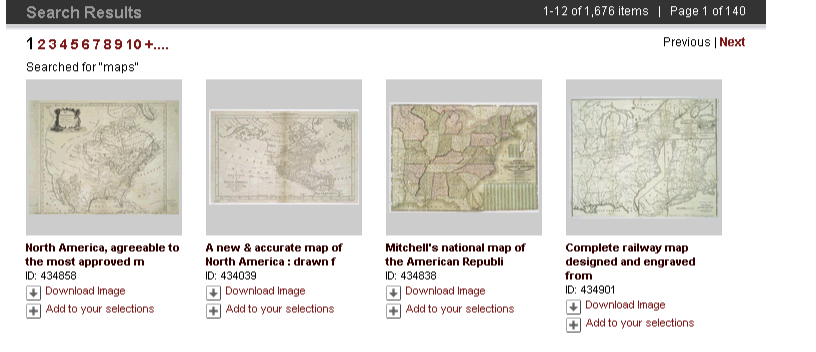 Search Results
1-12 of 1,676 items | Page 1 of 140
1 2 3 4 5 6 7 8 9 10 +....
Previous | Next
Searched for "maps"
North America, agreeable to
the most approved m
ID: 434858
Download Image
Add to your selections
A new & accurate map of
North America : drawn f
ID: 434039
Download Image
Add to your selections
Mitchell's national map of
the American Republi
ID: 434838
Download Image
Add to your selections
Complete railway map
designed and engraved
from
ID: 434901
Download Image
Add to your selections